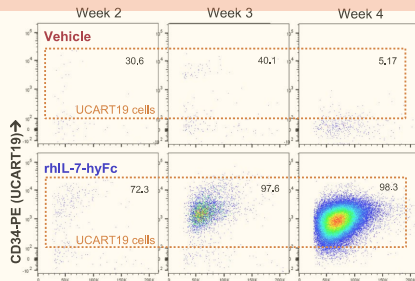 Week 2 Week 3 Week 4
Vehicle
30.6 40.1 5.17
UCART19 cells
CD34-PE (UCART19)→
rhIL-7-hyFc
72.3 97.6 98.3
UCART19 cells